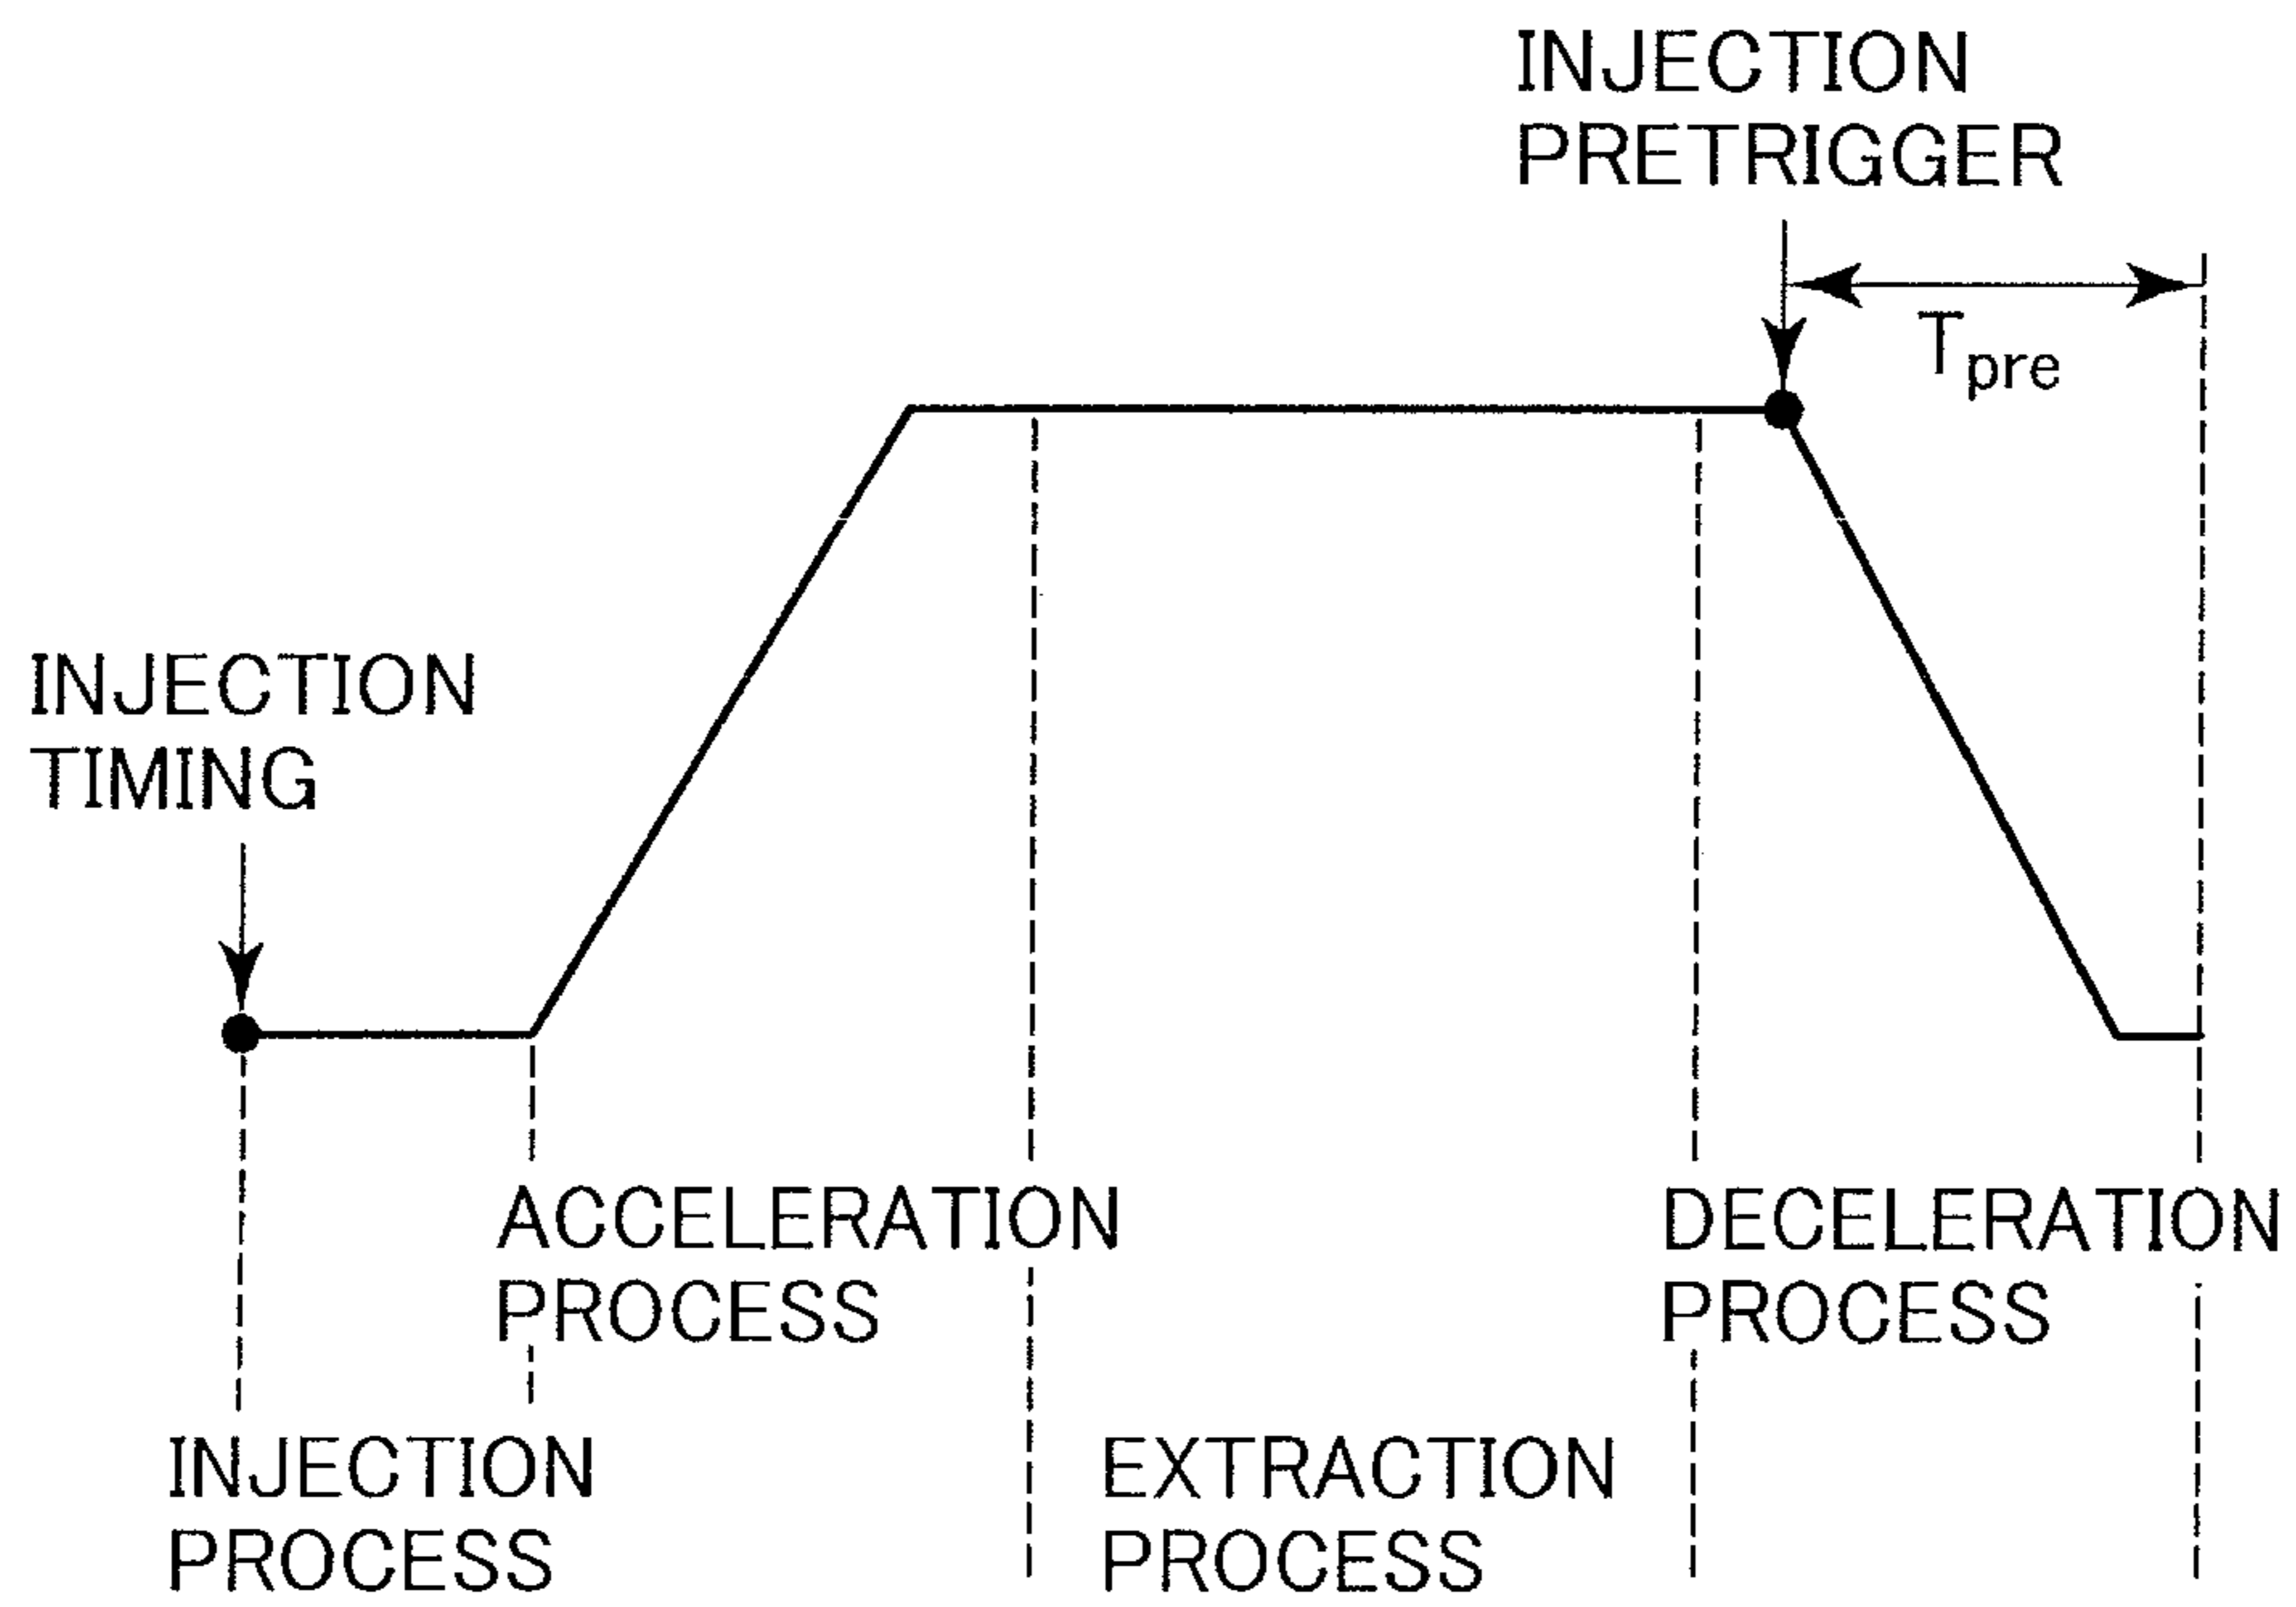 INJECTION
PRETRIGGER
Tpre
INJECTION
TIMING
ACCELERATION
PROCESS
DECELERATION
PROCESS
INJECTION
PROCESS
EXTRACTION
PROCESS